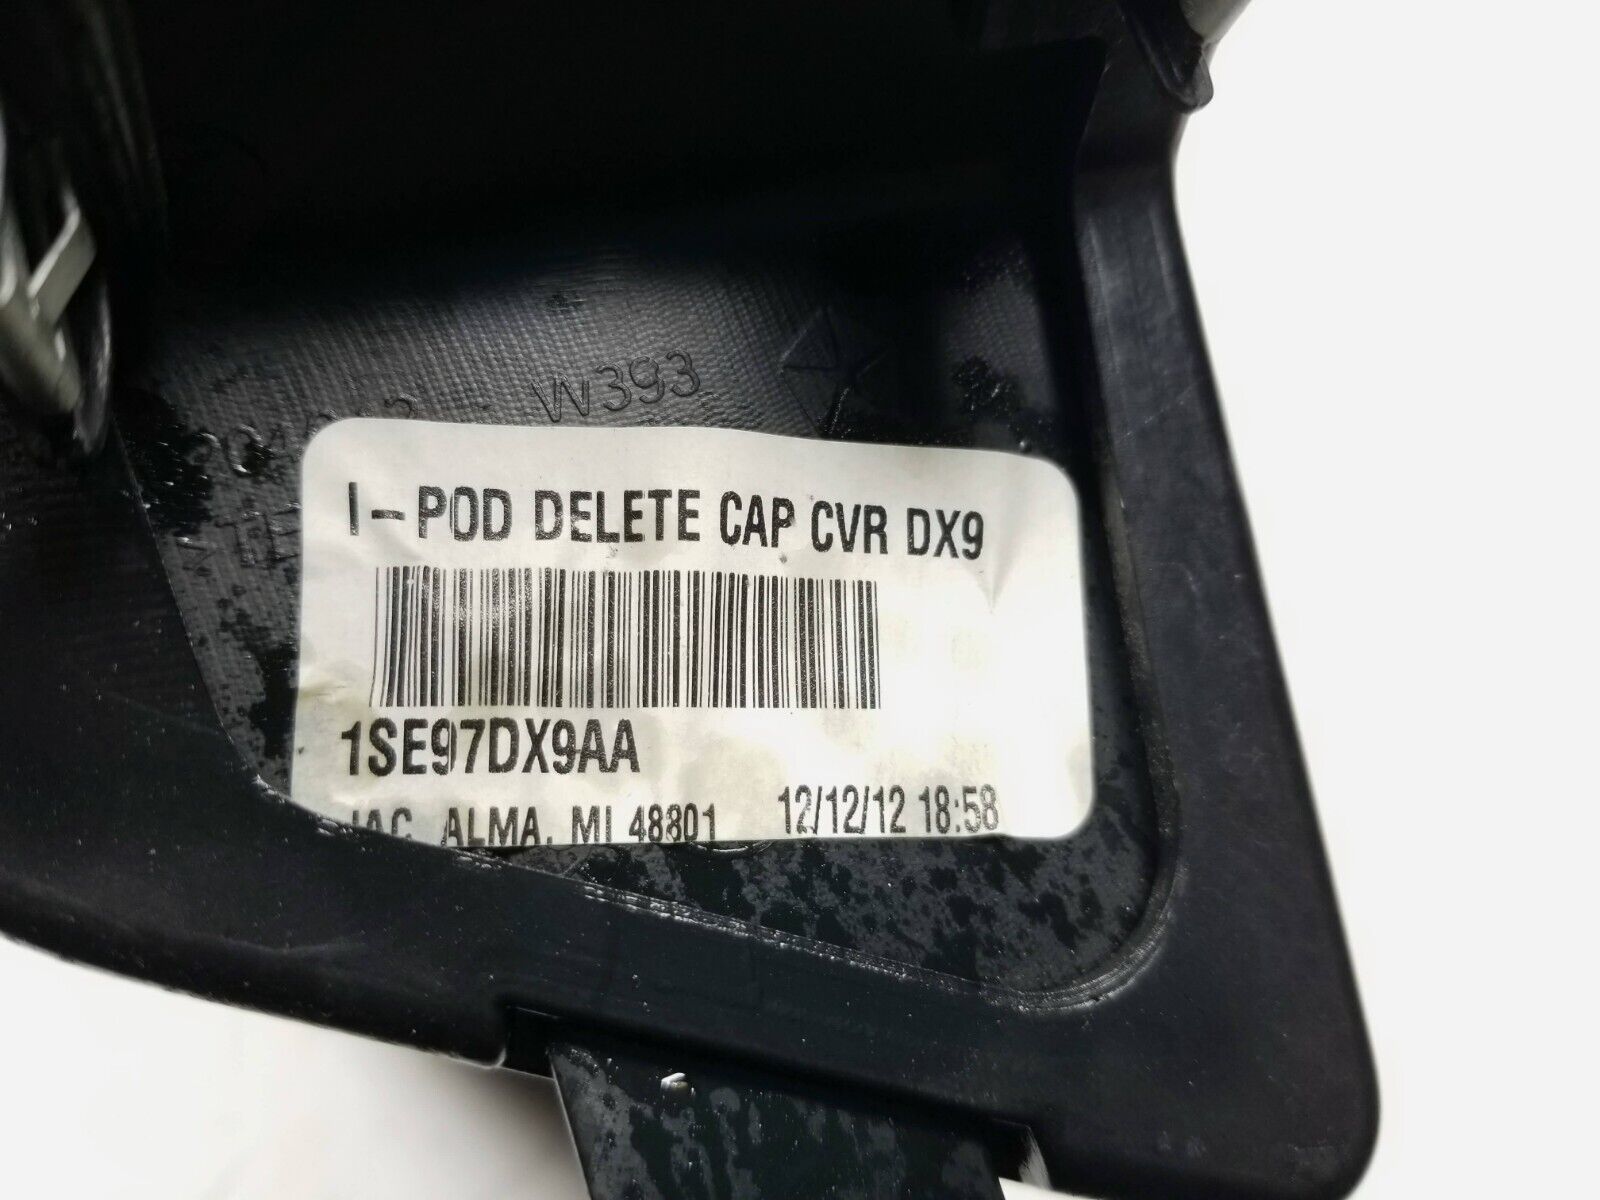 W393
I-POD DELETE CAP CVR DX9
1SE97DX9AA
ALMA, MI 48801 12/12/12 18:58